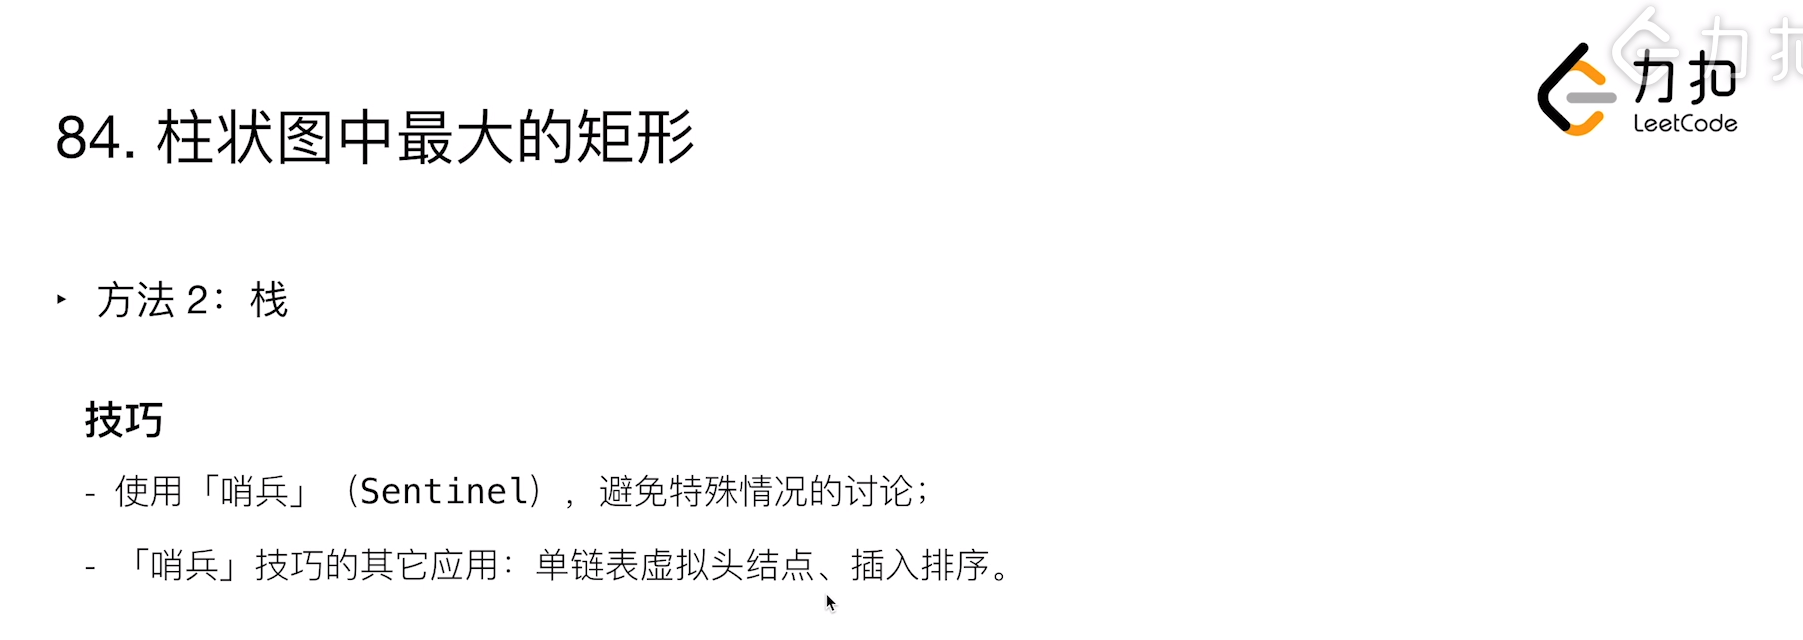 力扣
力扣
LeetCode
84. 柱状图中最大的矩形
‣ 方法 2：栈
技巧
- 使用「哨兵」（Sentinel），避免特殊情况的讨论；
- 「哨兵」技巧的其它应用：单链表虚拟头结点、插入排序。